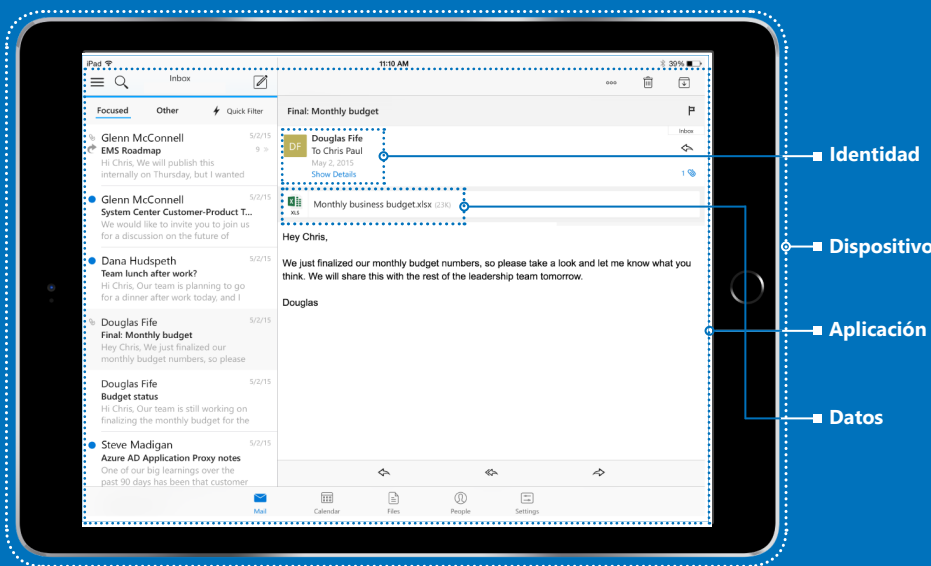 iPad
11:10 AM
39%
Inbox
Focused Other Quick Filter
Glenn McConnell 5/2/15
EMS Roadmap 9 »
Hi Chris, We will publish this
internally on Thursday, but I wanted
Glenn McConnell 5/2/15
System Center Customer-Product T...
We would like to invite you to join us
for a discussion on the future of
Dana Hudspeth 5/2/15
Team lunch after work?
Hi Chris, Our team is planning to go
for a dinner after work today, and I
Douglas Fife 5/2/15
Final: Monthly budget
Hey Chris, We just finalized our
monthly budget numbers, so please
Douglas Fife 5/2/15
Budget status
Hi Chris, Our team is still working on
finalizing the monthly budget for the
Steve Madigan 5/2/15
Azure AD Application Proxy notes
One of our big learnings over the
past 90 days has been that customer
Final: Monthly budget
Inbox
DF
Douglas Fife
To Chris Paul
May 2, 2015
Show Details
1
XLS
Monthly business budget.xlsx (23K)
Hey Chris,
We just finalized our monthly budget numbers, so please take a look and let me know what you
think. We will share this with the rest of the leadership team tomorrow.
Douglas
Mail Calendar Files People Settings
Identidad
Dispositivo
Aplicación
Datos